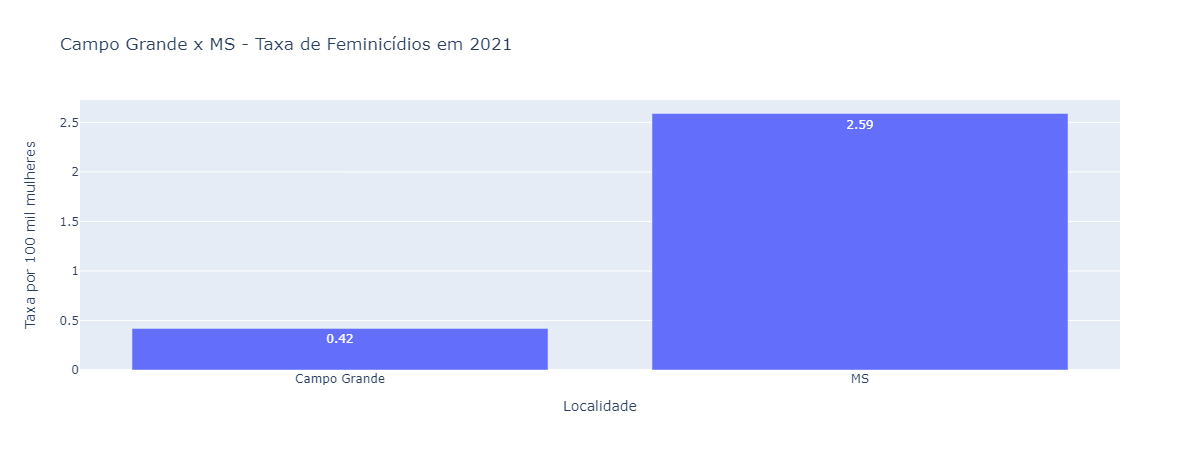 Campo Grande x MS - Taxa de Feminicídios em 2021
Taxa por 100 mil mulheres
2.5
2
1.5
1
0.5
0
0.42
2.59
Campo Grande
MS
Localidade